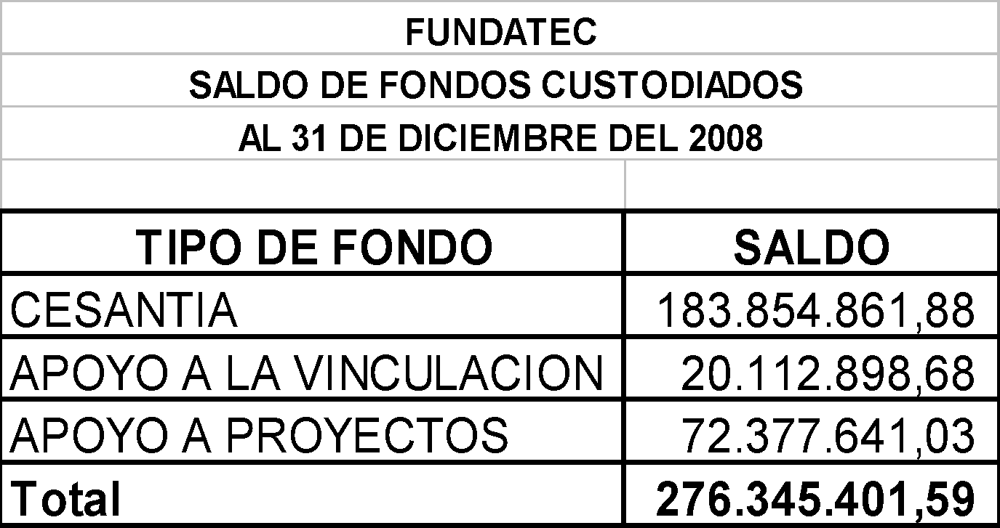 FUNDATEC
SALDO DE FONDOS CUSTODIADOS
AL 31 DE DICIEMBRE DEL 2008
TIPO DE FONDO SALDO
CESANTIA 183.854.861,88
APOYO A LA VINCULACION 20.112.898,68
APOYO A PROYECTOS 72.377.641,03
Total 276.345.401,59